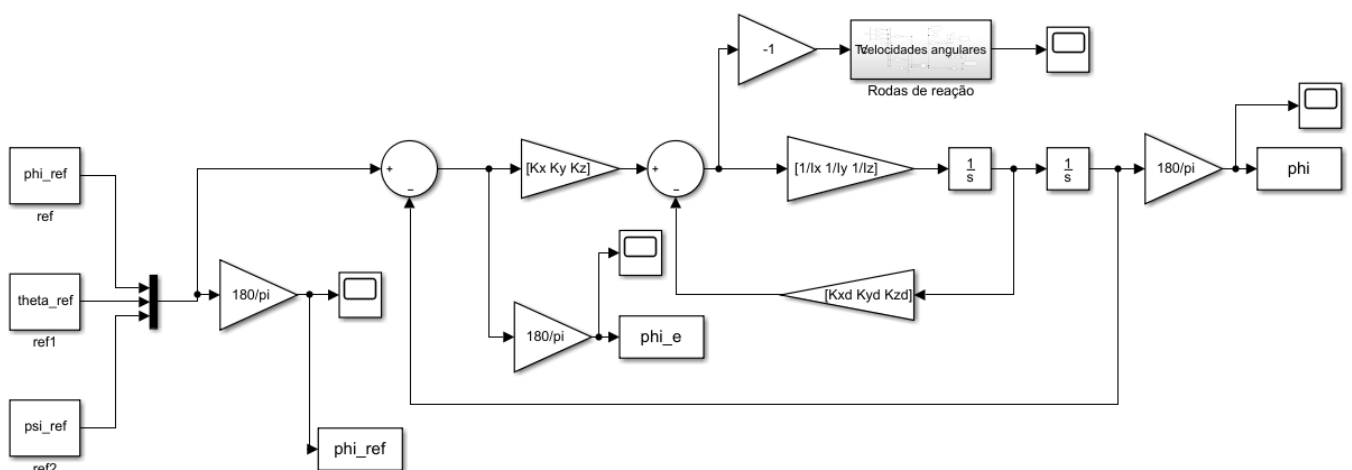 -1
Velocidades angulares
Rodas de reação
phi_ref
ref
+
−
[Kx Ky Kz]
+
−
[1/Ix 1/Iy 1/Iz]
1
s
1
s
180/pi
phi
theta_ref
ref1
180/pi
[Kxd Kyd Kzd]
180/pi
phi_e
psi_ref
ref2
phi_ref